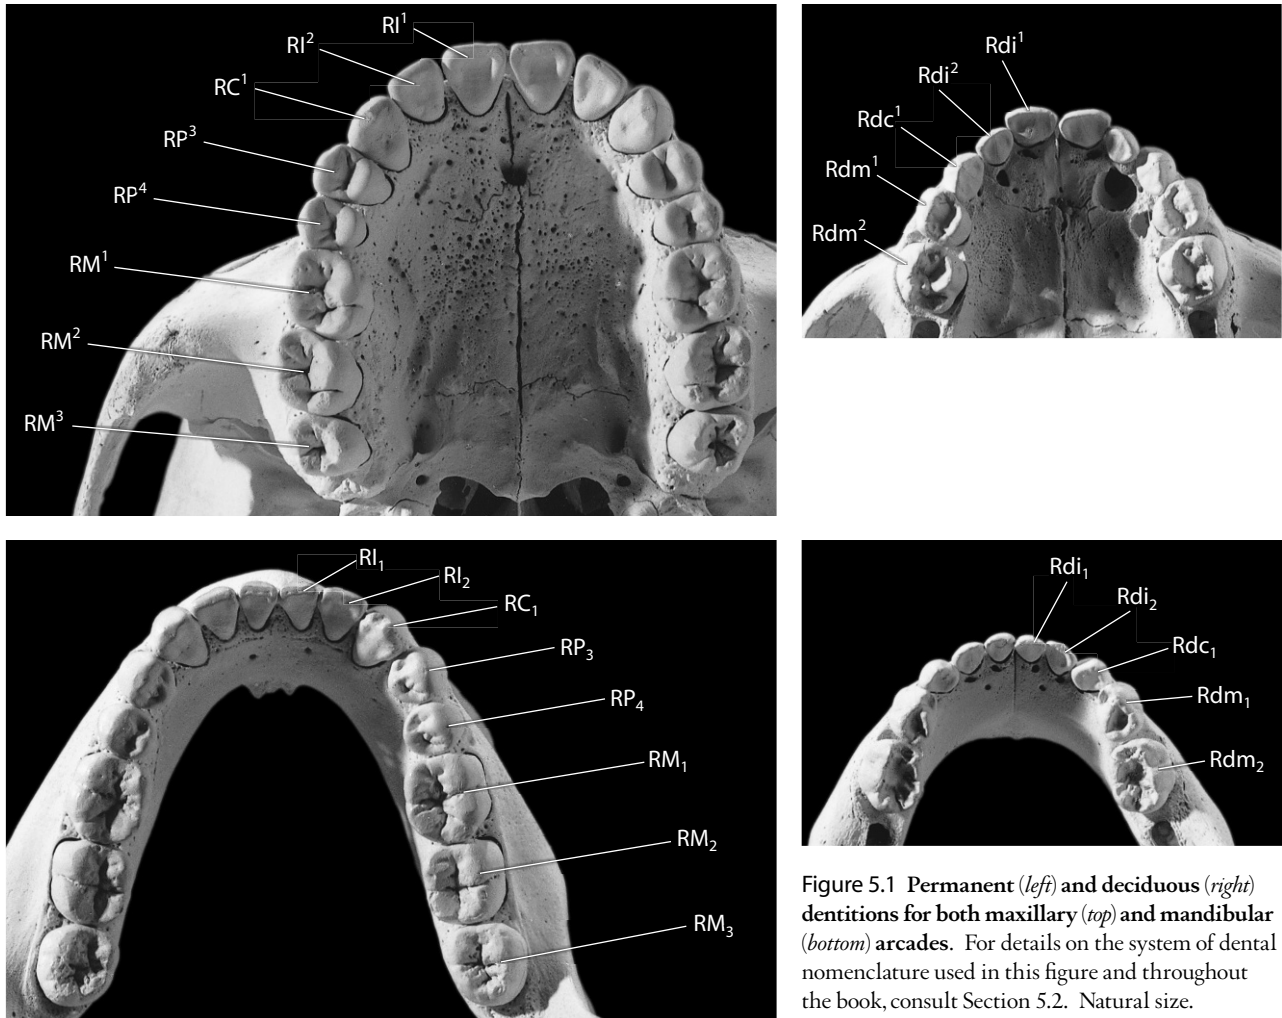 RI¹
RI²
RC¹
RP³
RP⁴
RM¹
RM²
RM³
Rdi¹
Rdi²
Rdc¹
Rdm¹
Rdm²
RI₁
RI₂
RC₁
RP₃
RP₄
RM₁
RM₂
RM₃
Rdi₁
Rdi₂
Rdc₁
Rdm₁
Rdm₂
Figure 5.1 Permanent (left) and deciduous (right)
dentitions for both maxillary (top) and mandibular
(bottom) arcades. For details on the system of dental
nomenclature used in this figure and throughout
the book, consult Section 5.2. Natural size.